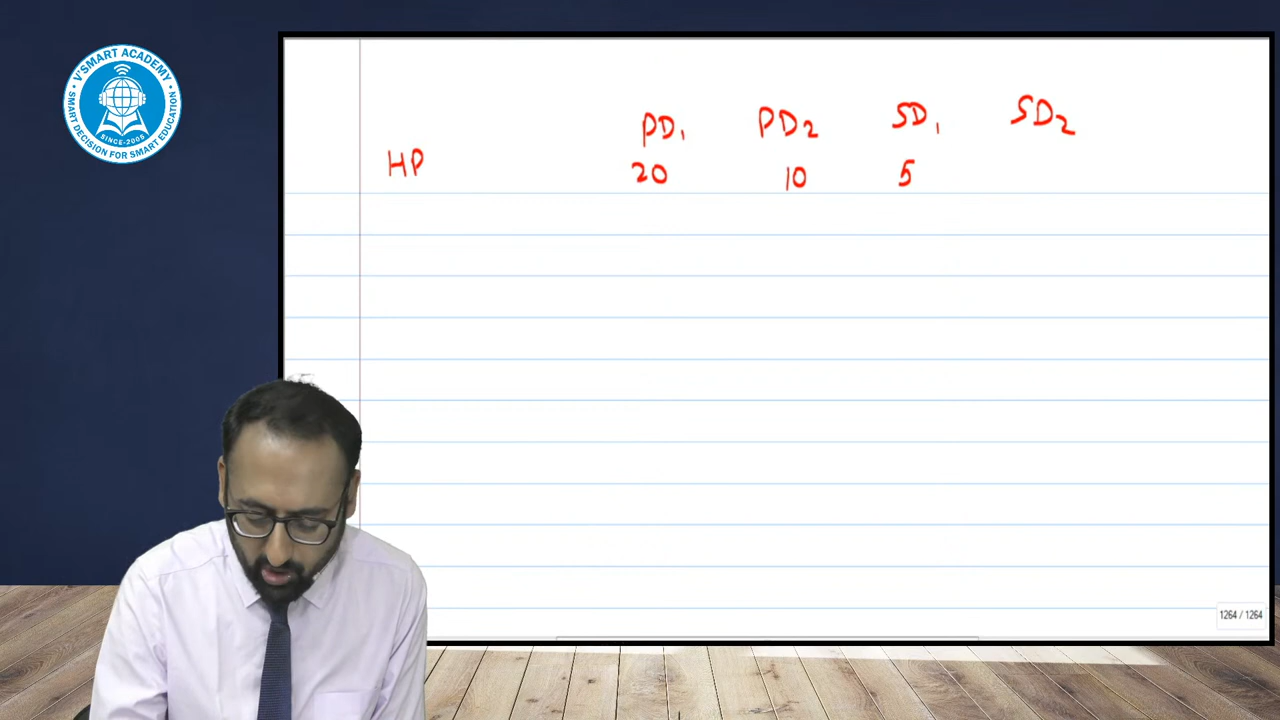 V'SMART ACADEMY
SINCE-2005
SMART DECISION FOR SMART EDUCATION
PD1 PD2 SD1 SD2
HP 20 10 5
1264 / 1264